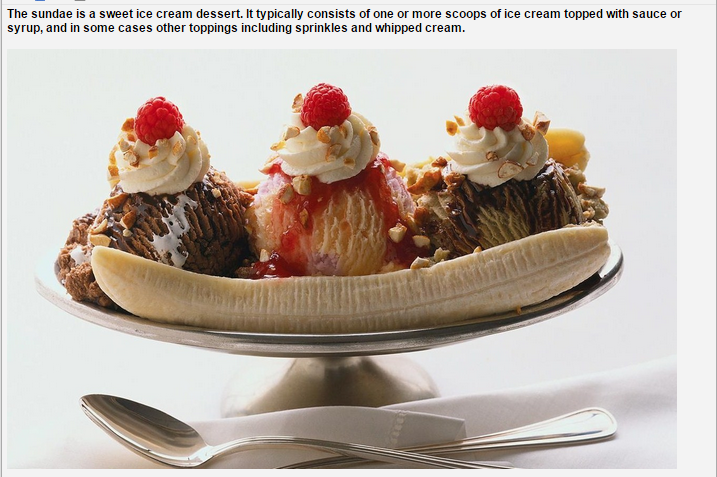 The sundae is a sweet ice cream dessert. It typically consists of one or more scoops of ice cream topped with sauce or
syrup, and in some cases other toppings including sprinkles and whipped cream.